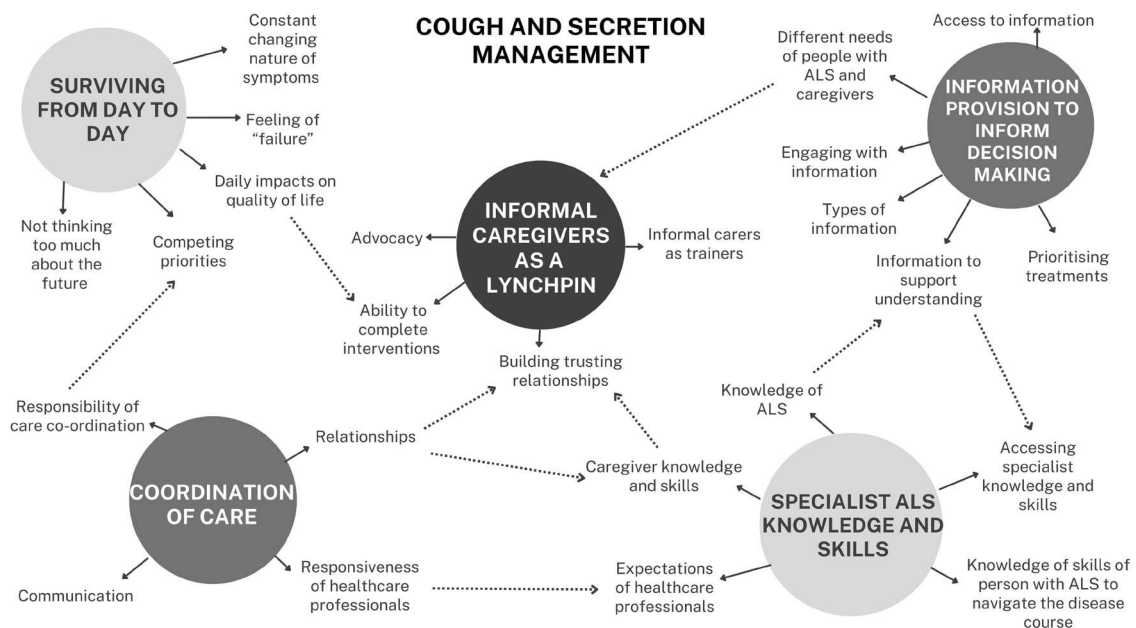 COUGH AND SECRETION
MANAGEMENT
SURVIVING
FROM DAY TO
DAY
Constant
changing
nature of
symptoms
Feeling of
“failure”
Daily impacts on
quality of life
Competing
priorities
Not thinking
too much
about the
future
INFORMAL
CAREGIVERS
AS A
LYNCHPIN
Advocacy
Informal carers
as trainers
Ability to
complete
interventions
Building trusting
relationships
INFORMATION
PROVISION TO
INFORM
DECISION
MAKING
Access to information
Different needs
of people with
ALS and
caregivers
Engaging with
information
Types of
information
Information to
support
understanding
Prioritising
treatments
COORDINATION
OF CARE
Responsibility of
care co-ordination
Relationships
Communication
Responsiveness
of healthcare
professionals
SPECIALIST ALS
KNOWLEDGE AND
SKILLS
Knowledge of
ALS
Caregiver knowledge
and skills
Accessing
specialist
knowledge and
skills
Expectations
of healthcare
professionals
Knowledge of skills of
person with ALS to
navigate the disease
course